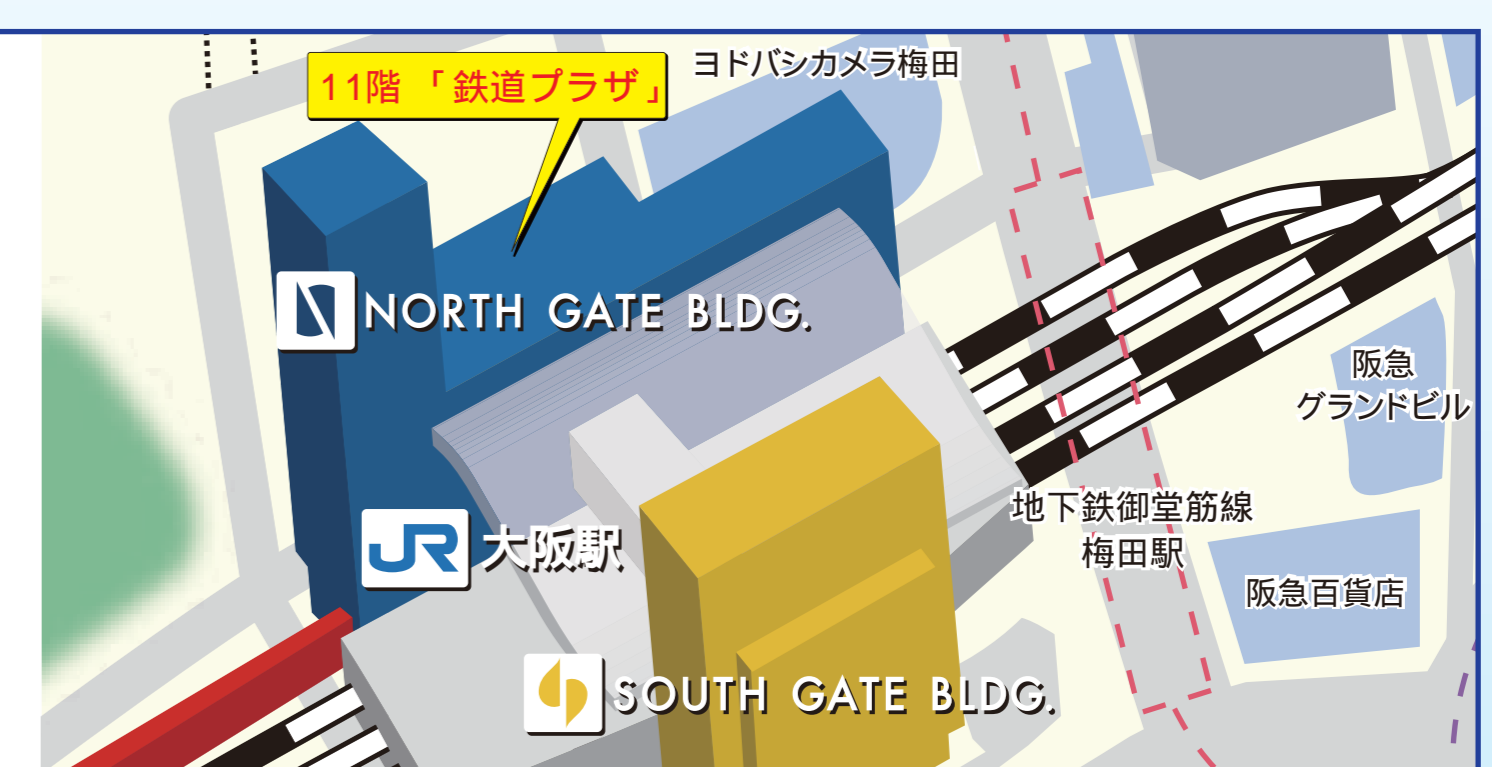 ヨドバシカメラ梅田
11階 「鉄道プラザ」
NORTH GATE BLDG.
阪急
グランドビル
地下鉄御堂筋線
梅田駅
JR 大阪駅
阪急百貨店
SOUTH GATE BLDG.